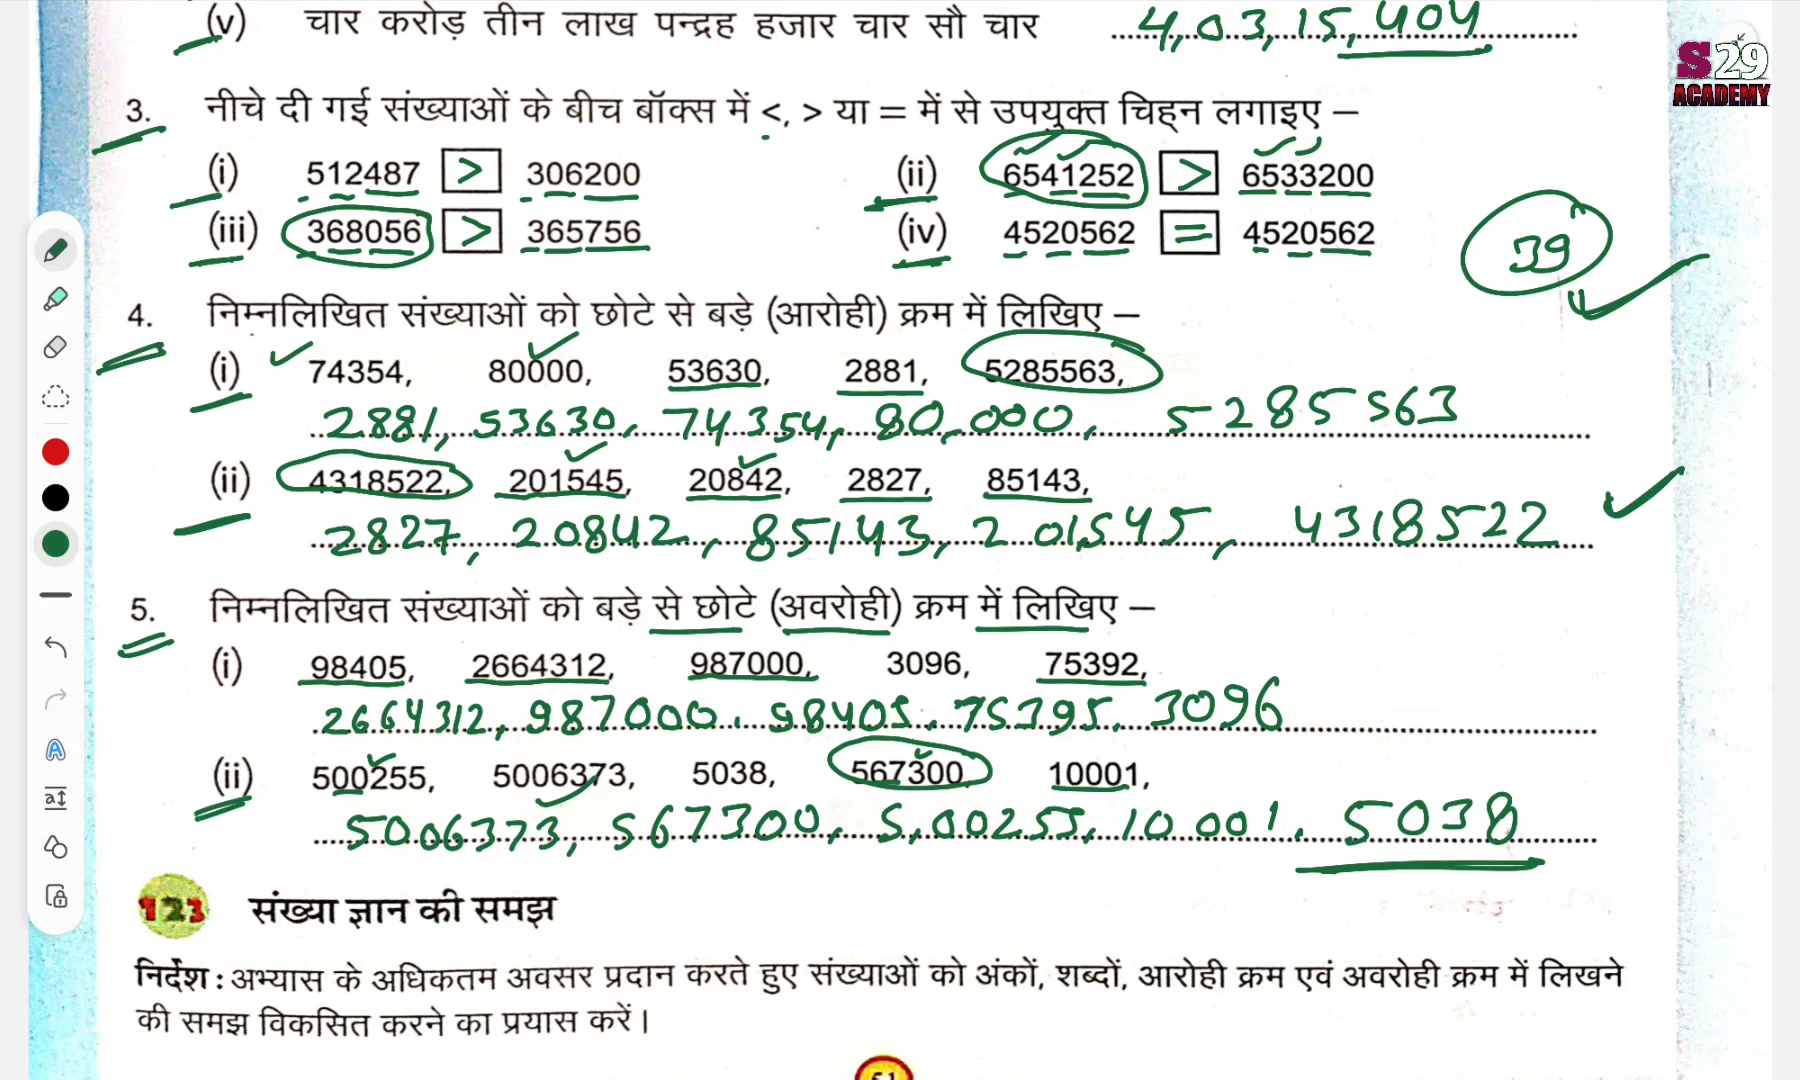 (v) चार करोड़ तीन लाख पन्द्रह हजार चार सौ चार 4,03,15,404
S29
ACADEMY
3. नीचे दी गई संख्याओं के बीच बॉक्स में <, > या = में से उपयुक्त चिह्न लगाइए –
(i) 512487 > 306200 (ii) 6541252 > 6533200
(iii) 368056 > 365756 (iv) 4520562 = 4520562
39
4. निम्नलिखित संख्याओं को छोटे से बड़े (आरोही) क्रम में लिखिए –
(i) 74354, 80000, 53630, 2881, 5285563,
2881, 53630, 74354, 80,000, 5285563
(ii) 4318522, 201545, 20842, 2827, 85143,
2827, 20842, 85143, 201545, 4318522
5. निम्नलिखित संख्याओं को बड़े से छोटे (अवरोही) क्रम में लिखिए –
(i) 98405, 2664312, 987000, 3096, 75392,
2664312, 987000, 98405, 75395, 3096
(ii) 500255, 5006373, 5038, 567300, 10001,
5006373, 567300, 5,00255, 10001, 5038
123 संख्या ज्ञान की समझ
निर्देश : अभ्यास के अधिकतम अवसर प्रदान करते हुए संख्याओं को अंकों, शब्दों, आरोही क्रम एवं अवरोही क्रम में लिखने
की समझ विकसित करने का प्रयास करें।
51